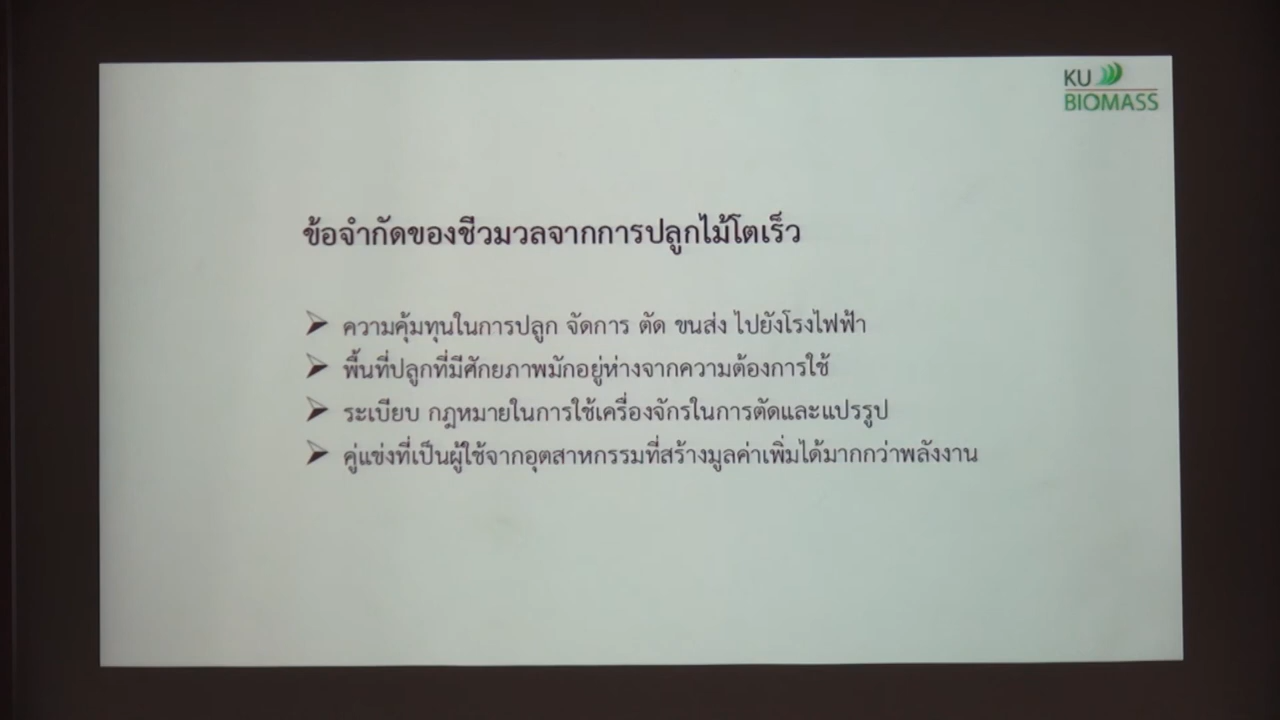 KU
BIOMASS
ข้อจำกัดของชีวมวลจากการปลูกไม้โตเร็ว
➢ ความคุ้มทุนในการปลูก จัดการ ตัด ขนส่ง ไปยังโรงไฟฟ้า
➢ พื้นที่ปลูกที่มีศักยภาพมักอยู่ห่างจากความต้องการใช้
➢ ระเบียบ กฎหมายในการใช้เครื่องจักรในการตัดและแปรรูป
➢ คู่แข่งที่เป็นผู้ใช้จากอุตสาหกรรมที่สร้างมูลค่าเพิ่มได้มากกว่าพลังงาน